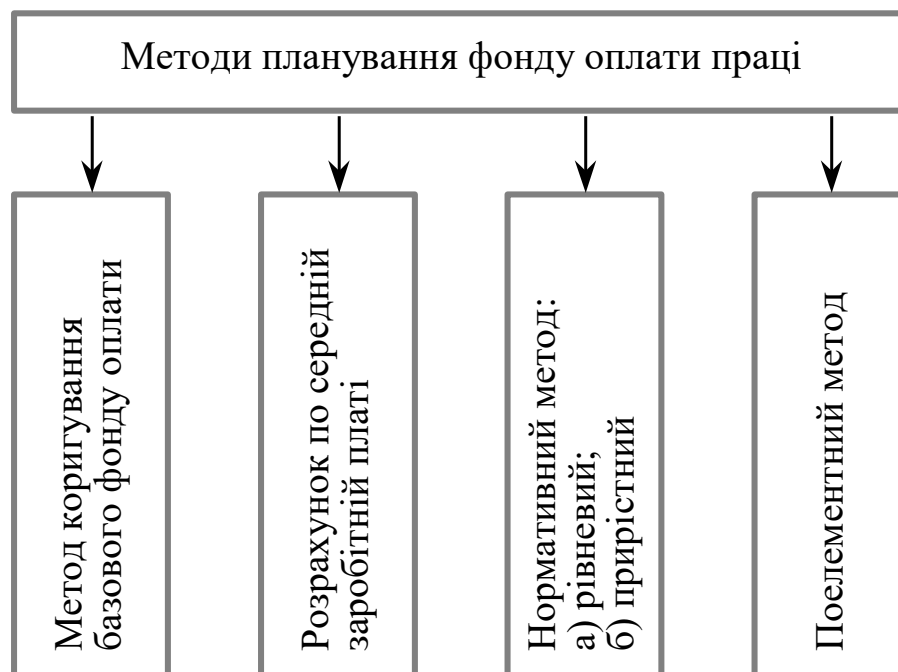 Методи планування фонду оплати праці
Метод коригування
базового фонду оплати
Розрахунок по середній
заробітній платі
Нормативний метод:
а) рівневий;
б) прирістний
Поелементний метод